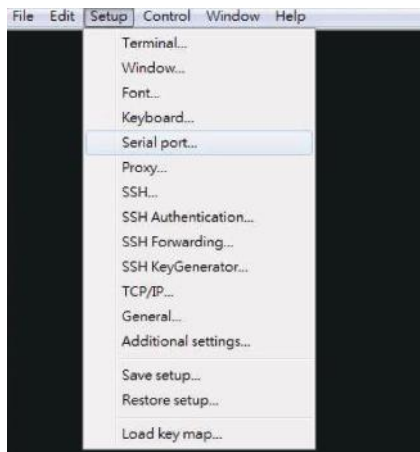 File Edit Setup Control Window Help
Terminal...
Window...
Font...
Keyboard...
Serial port...
Proxy...
SSH...
SSH Authentication...
SSH Forwarding...
SSH KeyGenerator...
TCP/IP...
General...
Additional settings...
Save setup...
Restore setup...
Load key map...